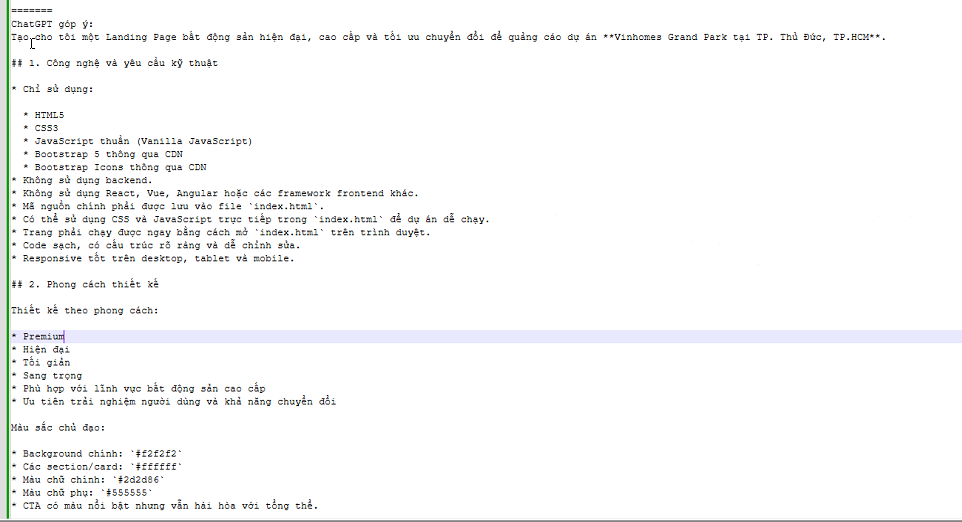 =======
ChatGPT góp ý:
Tạo cho tôi một Landing Page bất động sản hiện đại, cao cấp và tối ưu chuyển đổi để quảng cáo dự án **Vinhomes Grand Park tại TP. Thủ Đức, TP.HCM**.
## 1. Công nghệ và yêu cầu kỹ thuật
* Chỉ sử dụng:
* HTML5
* CSS3
* JavaScript thuần (Vanilla JavaScript)
* Bootstrap 5 thông qua CDN
* Bootstrap Icons thông qua CDN
* Không sử dụng backend.
* Không sử dụng React, Vue, Angular hoặc các framework frontend khác.
* Mã nguồn chính phải được lưu vào file `index.html`.
* Có thể sử dụng CSS và JavaScript trực tiếp trong `index.html` để dự án dễ chạy.
* Trang phải chạy được ngay bằng cách mở `index.html` trên trình duyệt.
* Code sạch, có cấu trúc rõ ràng và dễ chỉnh sửa.
* Responsive tốt trên desktop, tablet và mobile.
## 2. Phong cách thiết kế
Thiết kế theo phong cách:
* Premium
* Hiện đại
* Tối giản
* Sang trọng
* Phù hợp với lĩnh vực bất động sản cao cấp
* Ưu tiên trải nghiệm người dùng và khả năng chuyển đổi
Màu sắc chủ đạo:
* Background chính: `#f2f2f2`
* Các section/card: `#ffffff`
* Màu chữ chính: `#2d2d86`
* Màu chữ phụ: `#555555`
* CTA có màu nổi bật nhưng vẫn hài hòa với tổng thể.